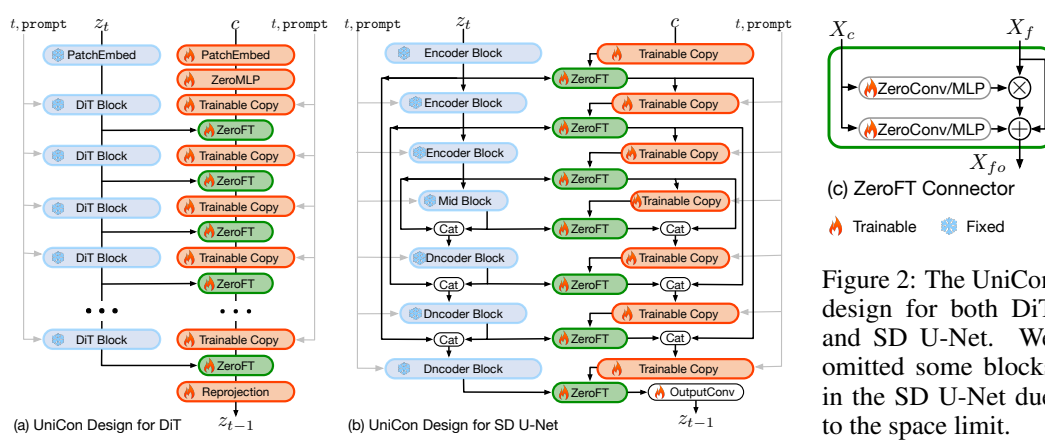 t, prompt z_t c
PatchEmbed PatchEmbed
ZeroMLP
DiT Block Trainable Copy
ZeroFT
DiT Block Trainable Copy
ZeroFT
DiT Block Trainable Copy
ZeroFT
DiT Block Trainable Copy
ZeroFT
• • • • • •
DiT Block Trainable Copy
ZeroFT
Reprojection
(a) UniCon Design for DiT z_{t−1}
t, prompt z_t c t, prompt
Encoder Block Trainable Copy
ZeroFT
Encoder Block Trainable Copy
ZeroFT
Encoder Block Trainable Copy
ZeroFT
Mid Block Trainable Copy
Cat ZeroFT Cat
Dncoder Block Trainable Copy
Cat ZeroFT Cat
Dncoder Block Trainable Copy
Cat ZeroFT Cat
Dncoder Block Trainable Copy
ZeroFT OutputConv
(b) UniCon Design for SD U-Net z_{t−1}
X_c X_f
ZeroConv/MLP
ZeroConv/MLP
X_{fo}
(c) ZeroFT Connector
Trainable Fixed
Figure 2: The UniCon
design for both DiT
and SD U-Net. We
omitted some blocks
in the SD U-Net due
to the space limit.